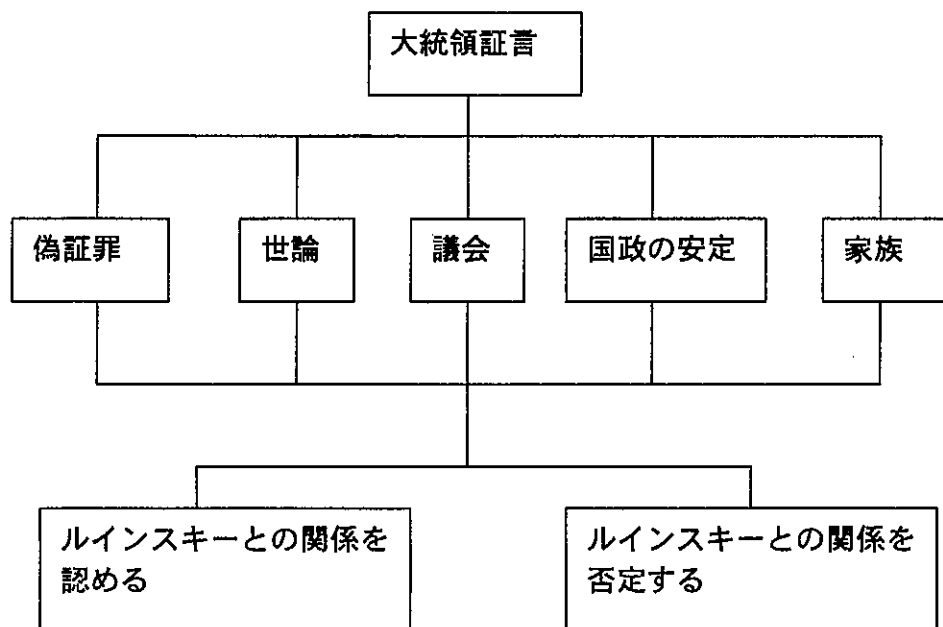 大統領証言
偽証罪
世論
議会
国政の安定
家族
ルインスキーとの関係を
認める
ルインスキーとの関係を
否定する